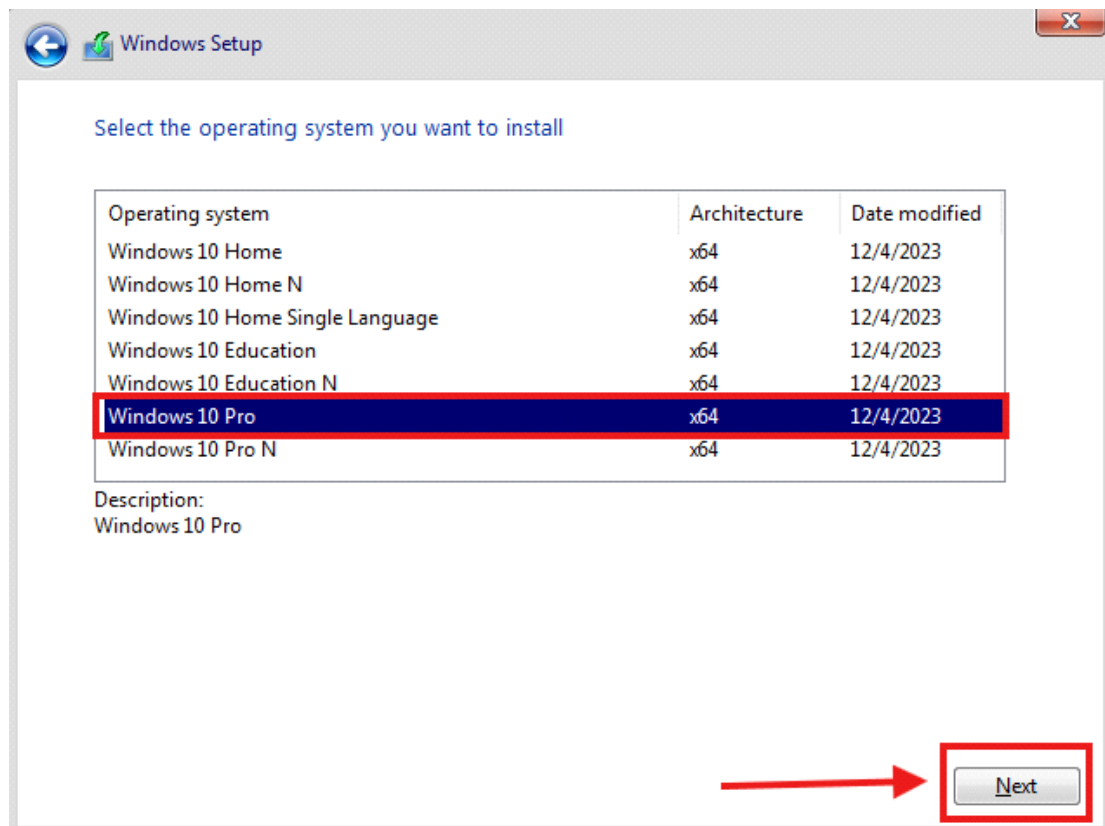 Windows Setup
Select the operating system you want to install
Operating system Architecture Date modified
Windows 10 Home x64 12/4/2023
Windows 10 Home N x64 12/4/2023
Windows 10 Home Single Language x64 12/4/2023
Windows 10 Education x64 12/4/2023
Windows 10 Education N x64 12/4/2023
Windows 10 Pro x64 12/4/2023
Windows 10 Pro N x64 12/4/2023
Description:
Windows 10 Pro
Next